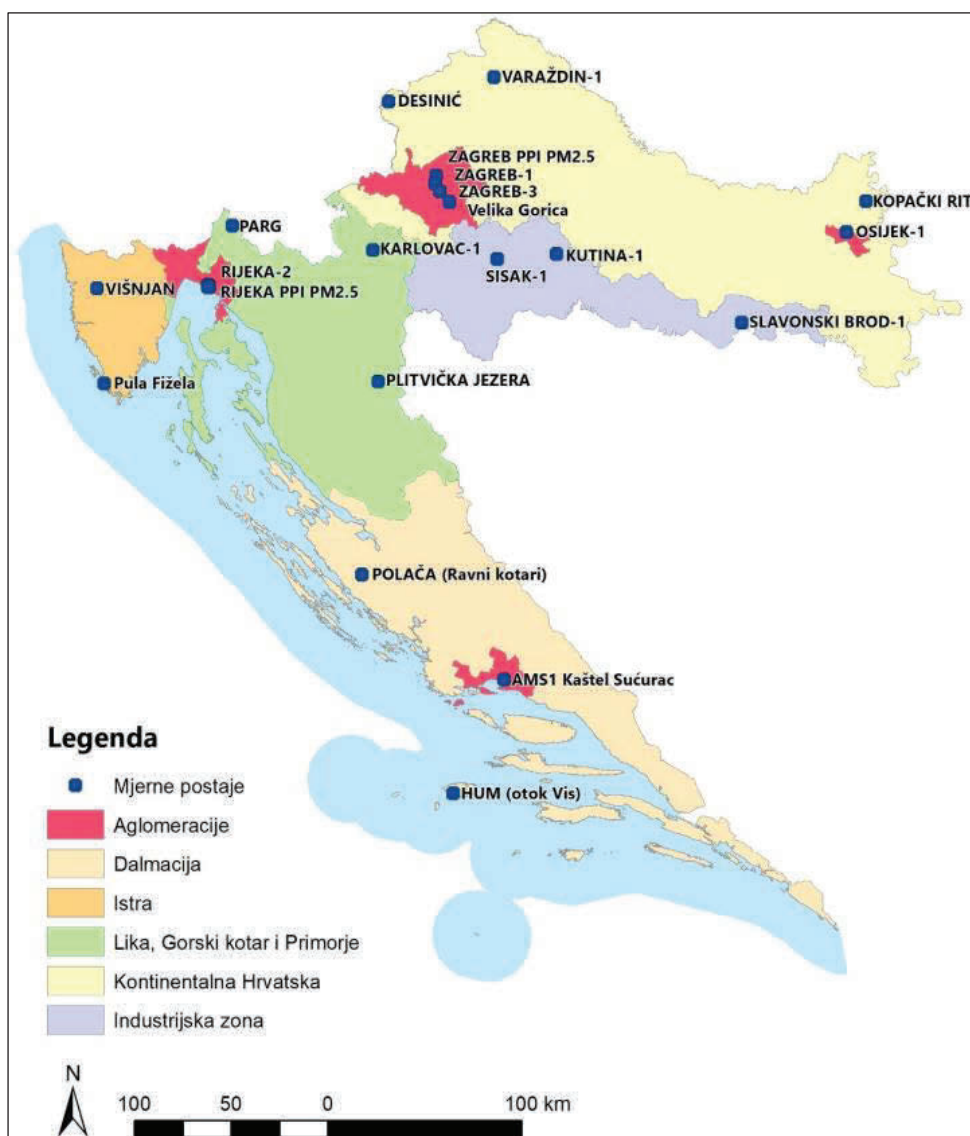 VARAŽDIN-1
DESINIĆ
ZAGREB PPI PM2.5
ZAGREB-1
ZAGREB-3
Velika Gorica
KOPAČKI RIT
OSIJEK-1
PARG
KARLOVAC-1
KUTINA-1
SISAK-1
RIJEKA-2
RIJEKA PPI PM2.5
VIŠNJAN
SLAVONSKI BROD-1
Pula Fižela
PLITVIČKA JEZERA
POLAČA (Ravni kotari)
AMS1 Kaštel Sućurac
HUM (otok Vis)
Legenda
Mjerne postaje
Aglomeracije
Dalmacija
Istra
Lika, Gorski kotar i Primorje
Kontinentalna Hrvatska
Industrijska zona
N
100 50 0 100 km